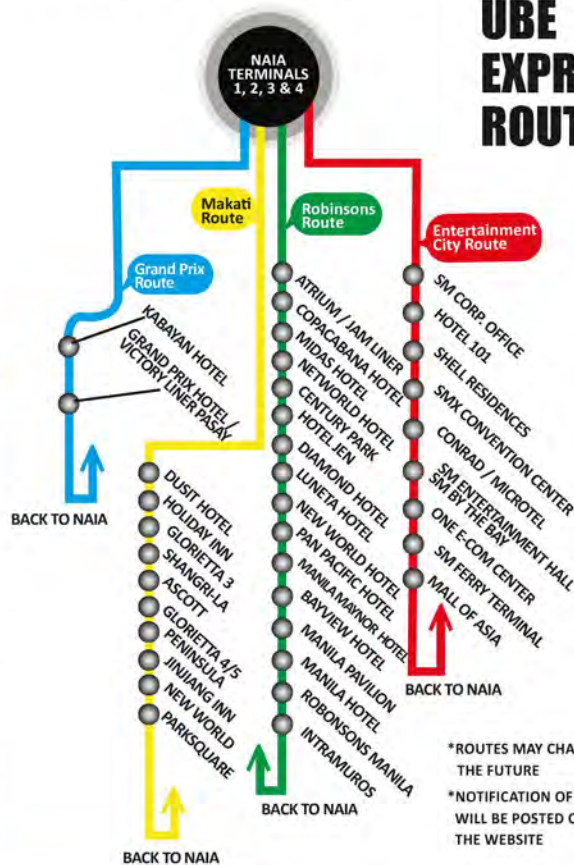 UBE
EXPR
ROUT
NAIA
TERMINALS
1, 2, 3 & 4
Makati
Route
Robinsons
Route
Entertainment
City Route
Grand Prix
Route
KABAYAN HOTEL
GRAND PRIX HOTEL /
VICTORY LINER PASAY
BACK TO NAIA
DUSIT HOTEL
HOLIDAY INN
GLORIETTA 3
SHANGRI-LA
ASCOTT
GLORIETTA 4/5
PENINSULA
JINJIANG INN
NEW WORLD
PARKSQUARE
BACK TO NAIA
ATRIUM / JAM LINER
COPACABANA HOTEL
MIDAS HOTEL
NETWORLD HOTEL
CENTURY PARK
HOTEL JEN
DIAMOND HOTEL
LUNETA HOTEL
NEW WORLD HOTEL
PAN PACIFIC HOTEL
MANILA MAYNOR HOTEL
BAYVIEW HOTEL
MANILA PAVILION
MANILA HOTEL
ROBONSONS MANILA
INTRAMUROS
BACK TO NAIA
SM CORP. OFFICE
HOTEL 101
SHELL RESIDENCES
SMX CONVENTION CENTER
CONRAD / MICROTEL
SM ENTERTAINMENT HALL
SM BY THE BAY
ONE E-COM CENTER
SM FERRY TERMINAL
MALL OF ASIA
BACK TO NAIA
*ROUTES MAY CHA
THE FUTURE
*NOTIFICATION OF
WILL BE POSTED O
THE WEBSITE